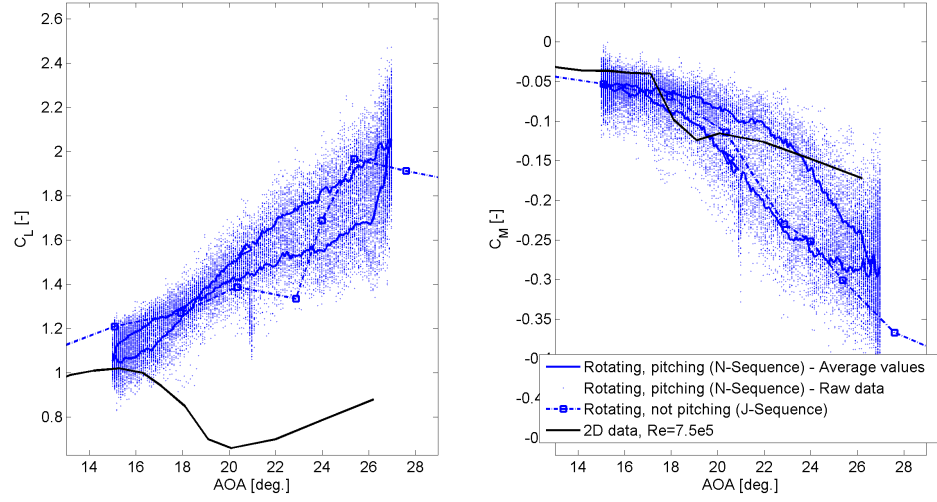 2.6
2.4
2.2
2
1.8
1.6
1.4
1.2
1
0.8
C_L [-]
14 16 18 20 22 24 26 28
AOA [deg.]
0
-0.05
-0.1
-0.15
-0.2
-0.25
-0.3
-0.35
-0.4
-0
C_M [-]
Rotating, pitching (N-Sequence) - Average values
Rotating, pitching (N-Sequence) - Raw data
Rotating, not pitching (J-Sequence)
2D data, Re=7.5e5
14 16 18 20 22 24 26 28
AOA [deg.]